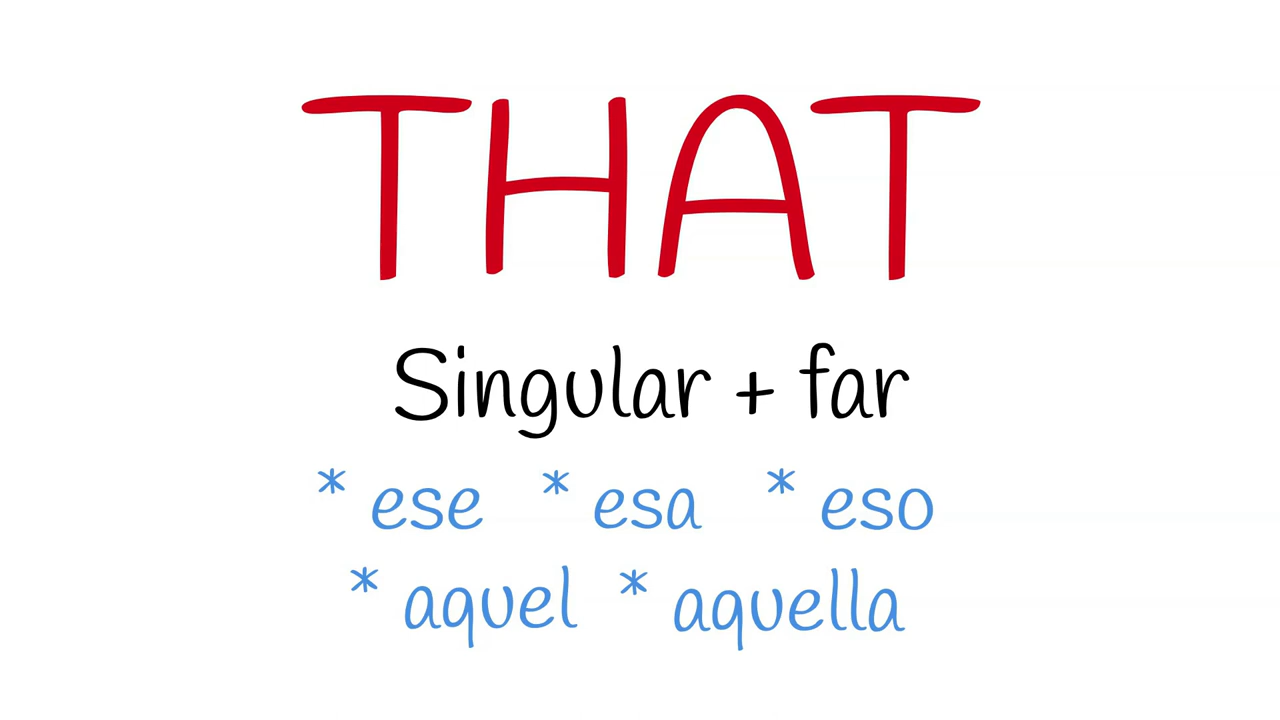 THAT
Singular + far
* ese * esa * eso
* aquel * aquella